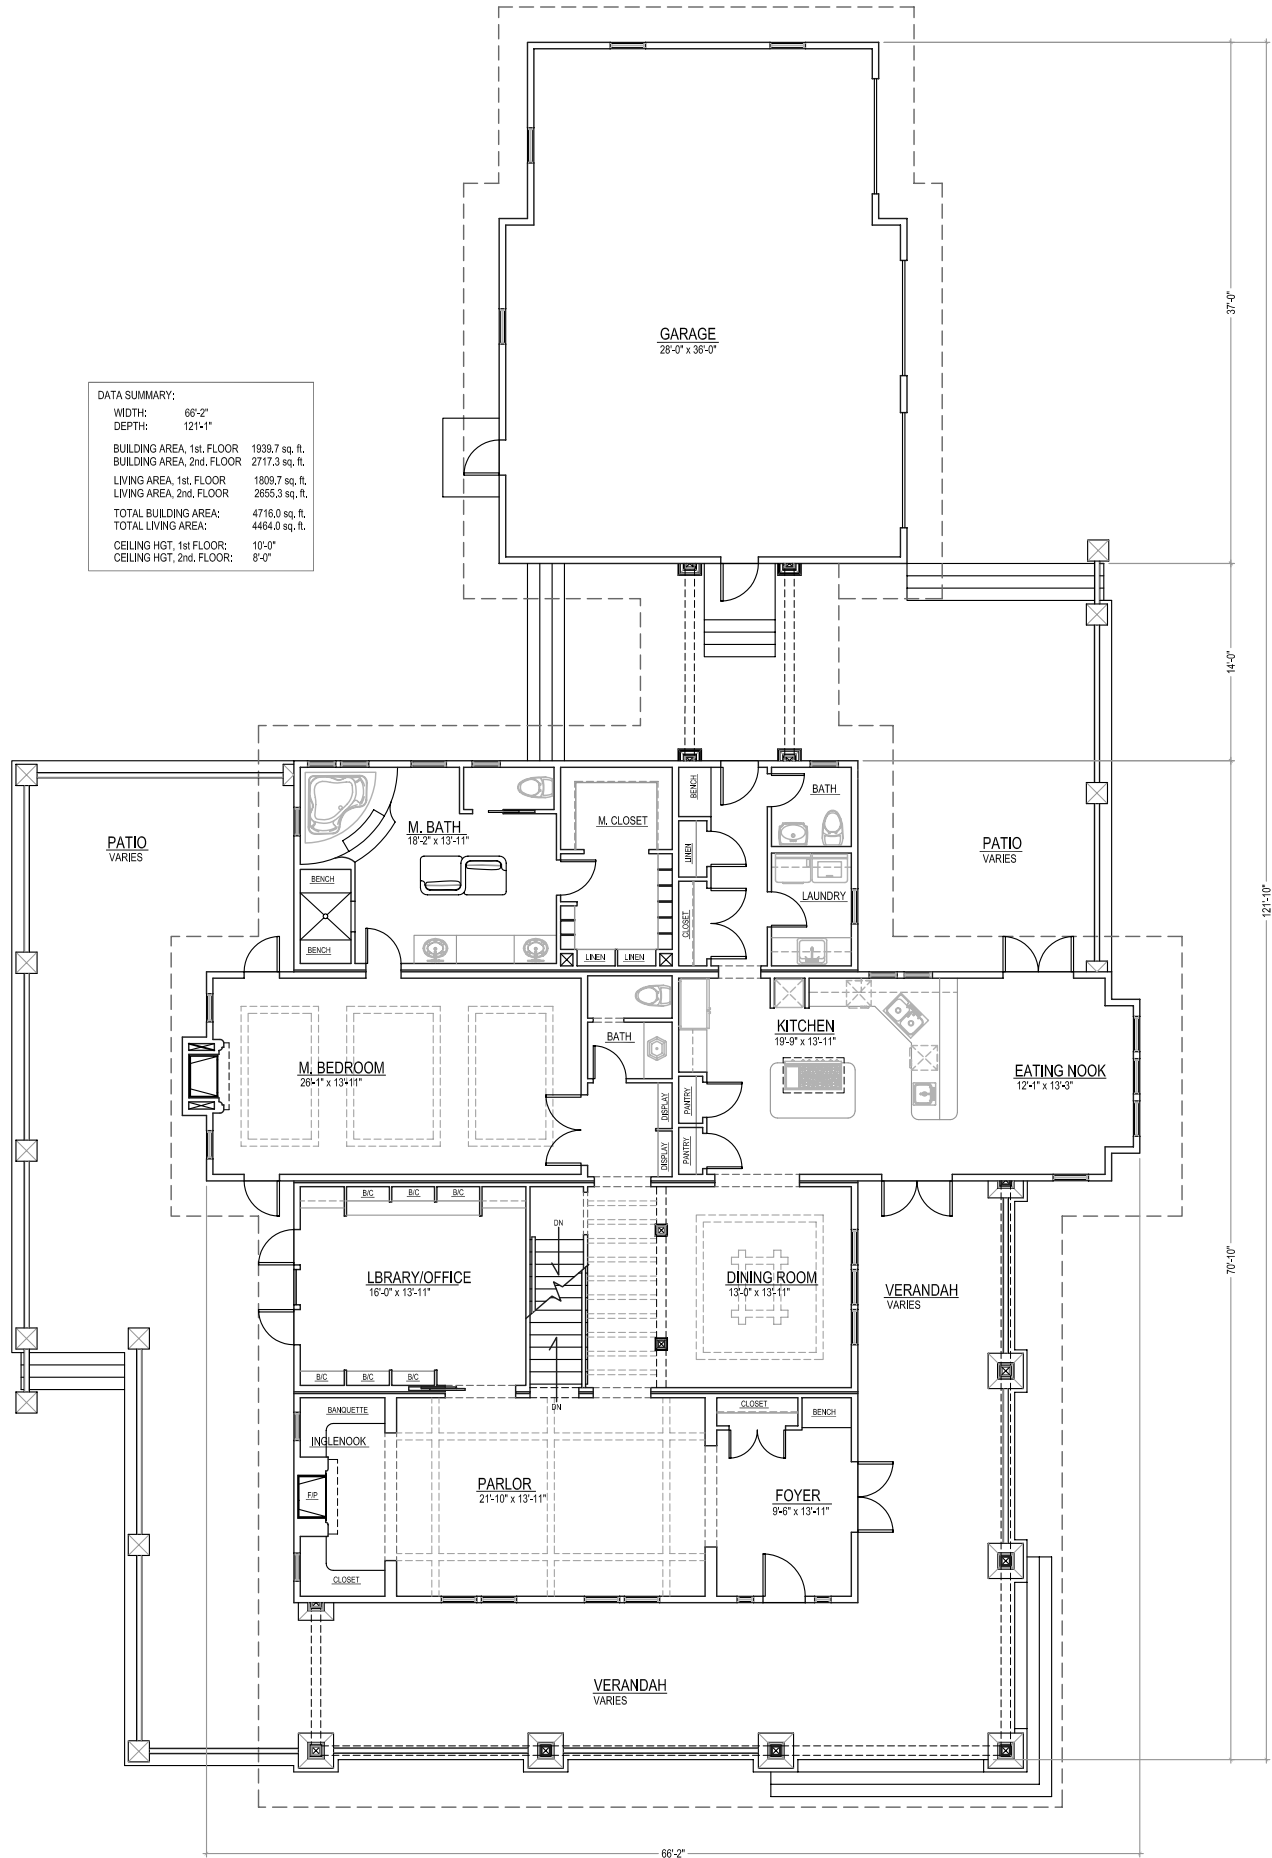 GARAGE
28'-0" x 36'-0"
37'-0"
DATA SUMMARY:
WIDTH: 66'-2"
DEPTH: 121'-1"
BUILDING AREA, 1st. FLOOR 1939.7 sq. ft.
BUILDING AREA, 2nd. FLOOR 2717.3 sq. ft.
LIVING AREA, 1st. FLOOR 1809.7 sq. ft.
LIVING AREA, 2nd. FLOOR 2655.3 sq. ft.
TOTAL BUILDING AREA: 4716.0 sq. ft.
TOTAL LIVING AREA: 4464.0 sq. ft.
CEILING HGT, 1st FLOOR: 10'-0"
CEILING HGT, 2nd. FLOOR: 8'-0"
14'-0"
121'-10"
PATIO
VARIES
M. BATH
18'-2" x 13'-11"
M. CLOSET
BENCH
BATH
LINEN
LAUNDRY
CLOSET
PATIO
VARIES
BENCH
BENCH
LINEN
LINEN
M. BEDROOM
26'-1" x 13'-11"
BATH
KITCHEN
19'-9" x 13'-11"
EATING NOOK
12'-1" x 13'-3"
DISPLAY
PANTRY
DISPLAY
PANTRY
B/C
B/C
B/C
DN
LBRARY/OFFICE
16'-0" x 13'-11"
DINING ROOM
13'-0" x 13'-11"
VERANDAH
VARIES
70'-10"
B/C
B/C
B/C
DN
BANQUETTE
INGLENOOK
CLOSET
BENCH
F/P
PARLOR
21'-10" x 13'-11"
FOYER
9'-6" x 13'-11"
CLOSET
VERANDAH
VARIES
66'-2"